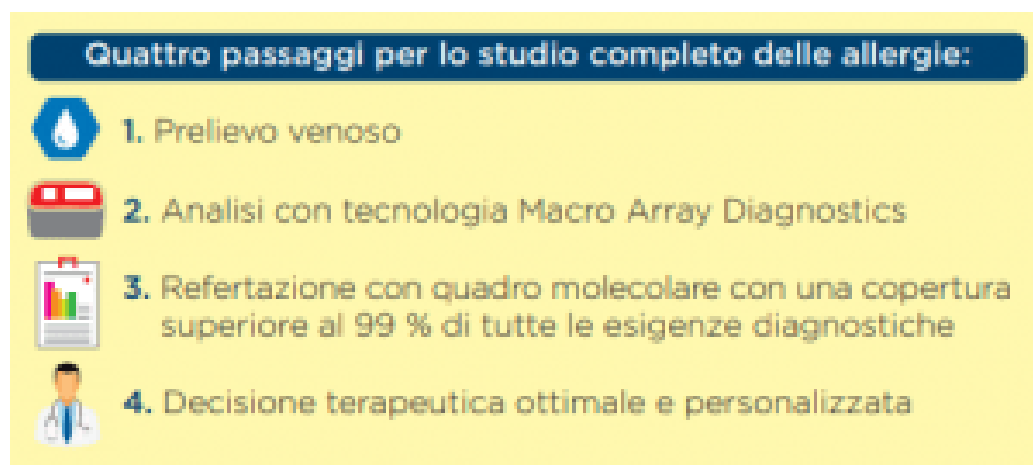 Quattro passaggi per lo studio completo delle allergie:
1. Prelievo venoso
2. Analisi con tecnologia Macro Array Diagnostics
3. Refertazione con quadro molecolare con una copertura
superiore al 99 % di tutte le esigenze diagnostiche
4. Decisione terapeutica ottimale e personalizzata